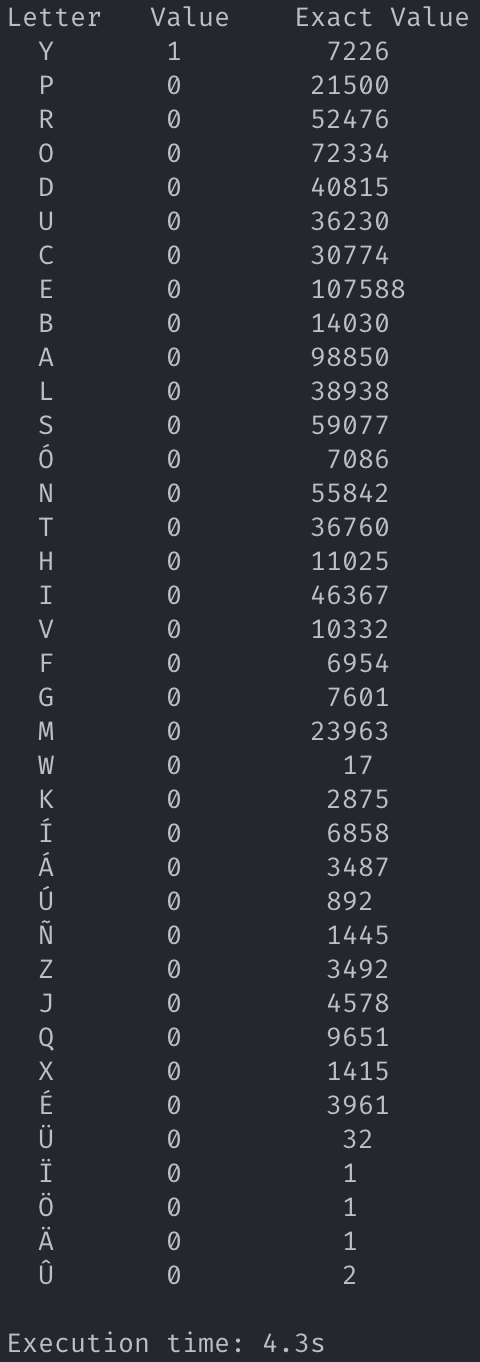 Letter Value Exact Value
Y 1 7226
P 0 21500
R 0 52476
O 0 72334
D 0 40815
U 0 36230
C 0 30774
E 0 107588
B 0 14030
A 0 98850
L 0 38938
S 0 59077
Ó 0 7086
N 0 55842
T 0 36760
H 0 11025
I 0 46367
V 0 10332
F 0 6954
G 0 7601
M 0 23963
W 0 17
K 0 2875
Í 0 6858
Á 0 3487
Ú 0 892
Ñ 0 1445
Z 0 3492
J 0 4578
Q 0 9651
X 0 1415
É 0 3961
Ü 0 32
Ï 0 1
Ö 0 1
Ä 0 1
Û 0 2
Execution time: 4.3s